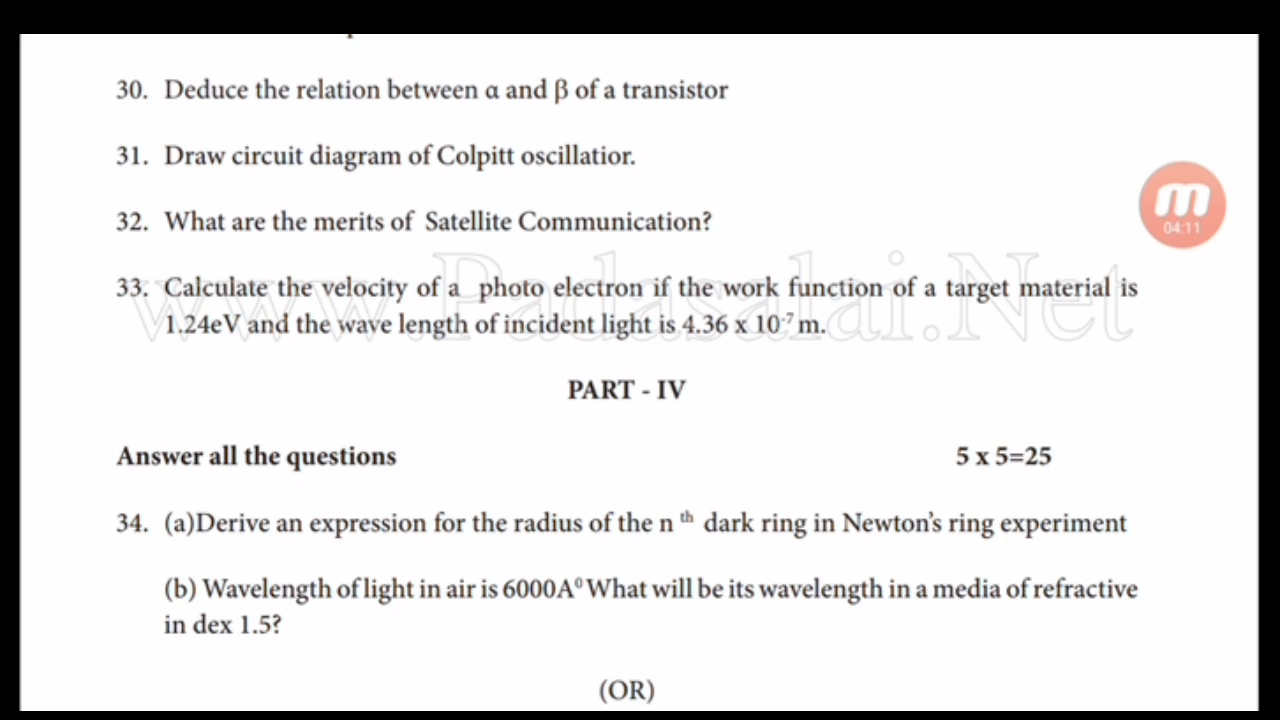 30. Deduce the relation between α and β of a transistor
31. Draw circuit diagram of Colpitt oscillatior.
32. What are the merits of Satellite Communication?
www.Padasalai.Net
33. Calculate the velocity of a photo electron if the work function of a target material is
1.24eV and the wave length of incident light is 4.36 x 10⁻⁷ m.
04:11
PART - IV
Answer all the questions 5 x 5=25
34. (a)Derive an expression for the radius of the n ᵗʰ dark ring in Newton's ring experiment
(b) Wavelength of light in air is 6000A⁰ What will be its wavelength in a media of refractive
in dex 1.5?
(OR)